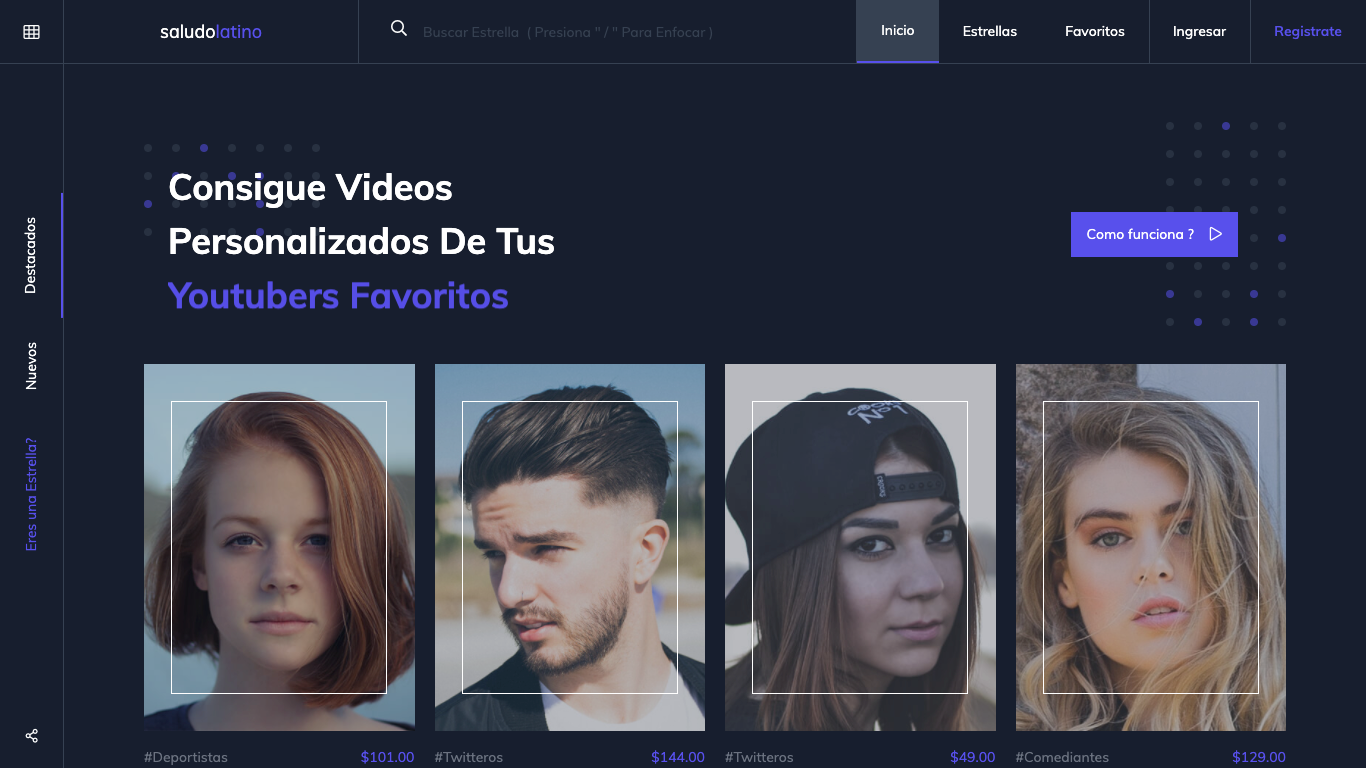 saludolatino
Buscar Estrella ( Presiona " / " Para Enfocar )
Inicio
Estrellas
Favoritos
Ingresar
Registrate
Destacados
Nuevos
Eres una Estrella?
Consigue Videos
Personalizados De Tus
Youtubers Favoritos
Como funciona ?
No1
#Deportistas $101.00
#Twitteros $144.00
#Twitteros $49.00
#Comediantes $129.00